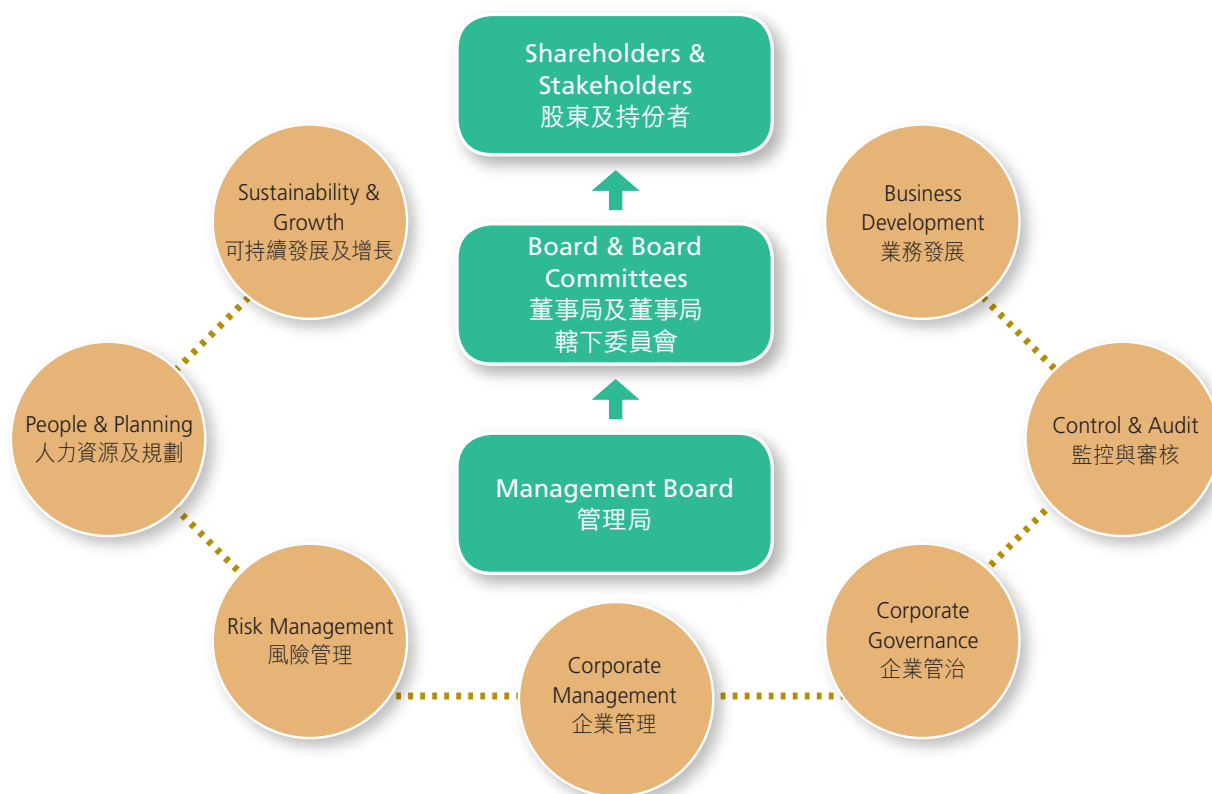 Shareholders &
Stakeholders
股東及持份者
Sustainability &
Growth
可持續發展及增長
Business
Development
業務發展
Board & Board
Committees
董事局及董事局
轄下委員會
People & Planning
人力資源及規劃
Control & Audit
監控與審核
Management Board
管理局
Risk Management
風險管理
Corporate
Governance
企業管治
Corporate
Management
企業管理